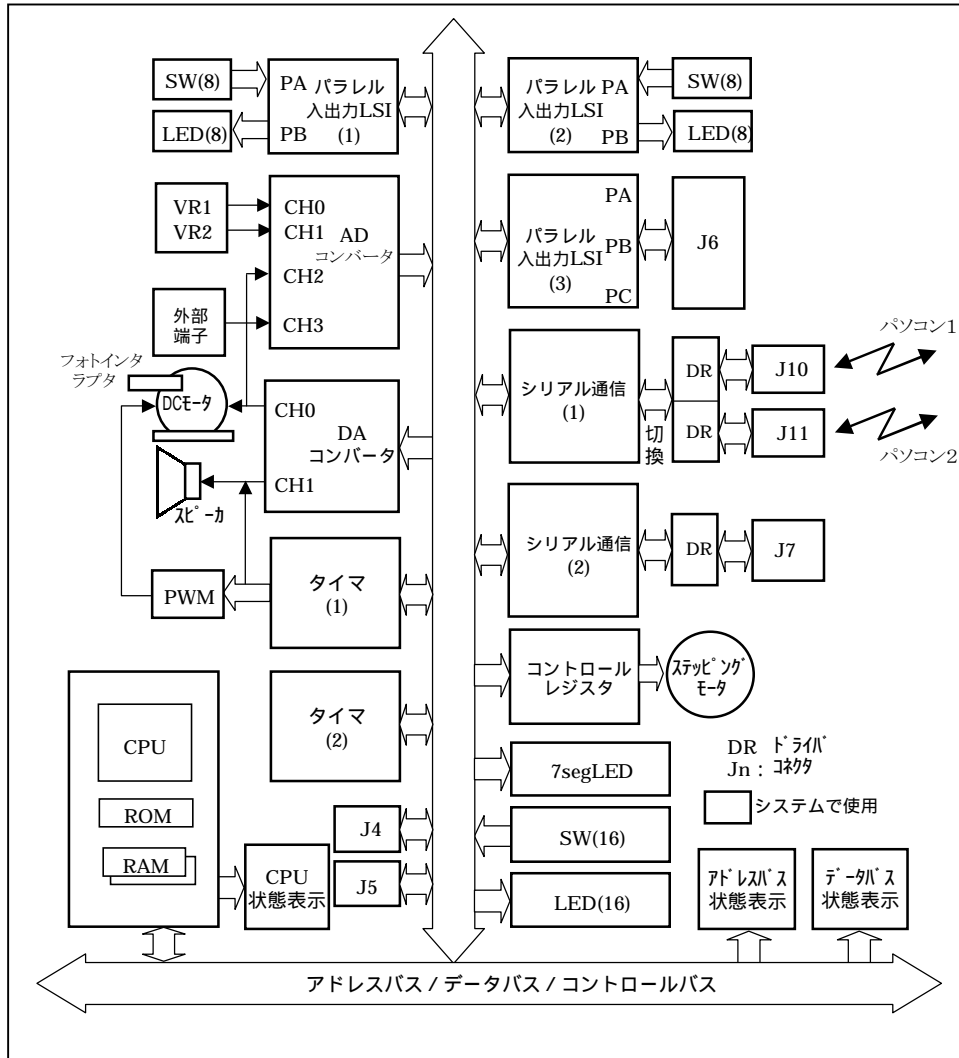 SW(8)
LED(8)
PA
PB
パラレル
入出力LSI
(1)
パラレル
入出力LSI
(2)
PA
PB
SW(8)
LED(8)
VR1
VR2
CH0
CH1
AD
コンバータ
CH2
CH3
外部
端子
パラレル
入出力LSI
(3)
PA
PB
PC
J6
フォトインタ
ラプタ
DCモータ
CH0
DA
コンバータ
CH1
スピーカ
シリアル通信
(1)
切
換
DR
DR
J10
J11
パソコン1
パソコン2
シリアル通信
(2)
DR
J7
PWM
タイマ
(1)
タイマ
(2)
コントロール
レジスタ
ステッピング
モータ
CPU
ROM
RAM
CPU
状態表示
J4
J5
7segLED
SW(16)
LED(16)
DR ドライバ
Jn : コネクタ
システムで使用
アドレスバス
状態表示
データバス
状態表示
アドレスバス / データバス / コントロールバス